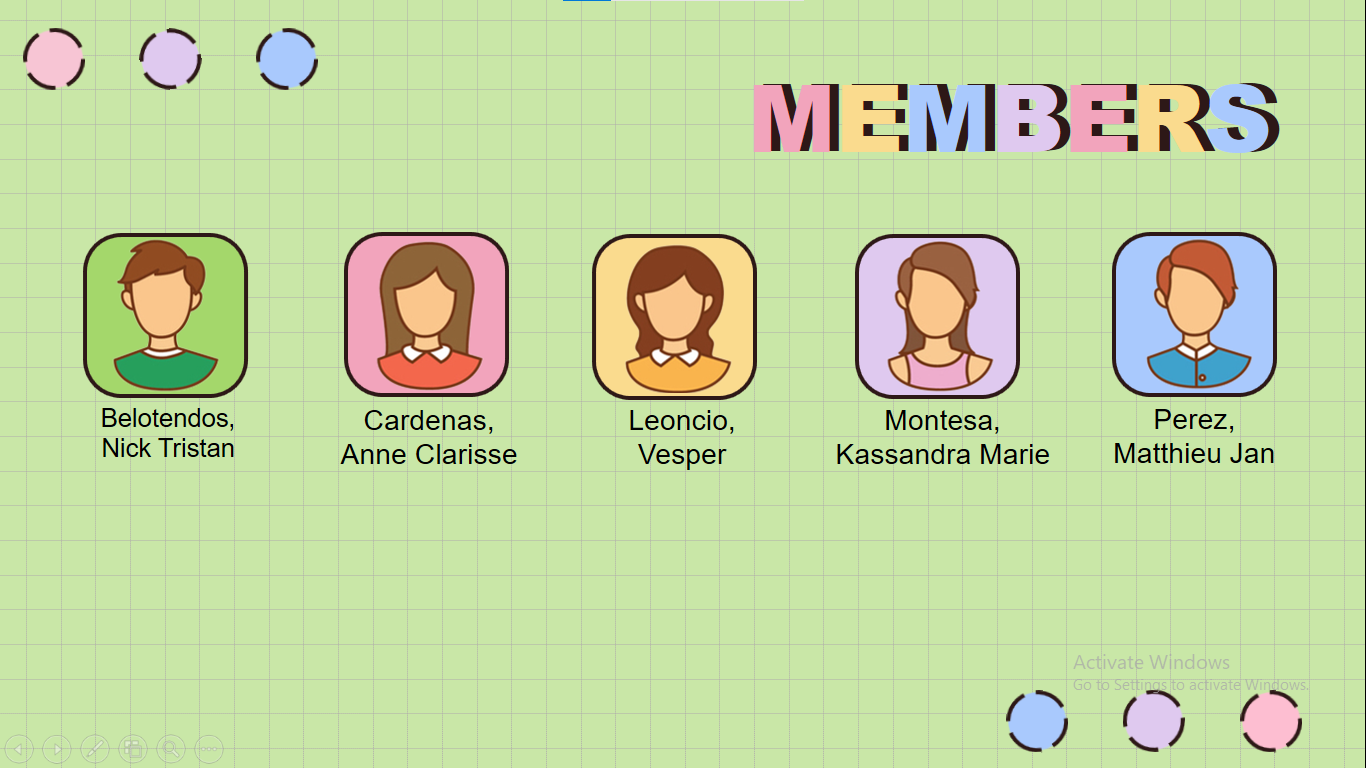 MEMBERS
Belotendos,
Nick Tristan
Cardenas,
Anne Clarisse
Leoncio,
Vesper
Montesa,
Kassandra Marie
Perez,
Matthieu Jan
Activate Windows
Go to Settings to activate Windows.